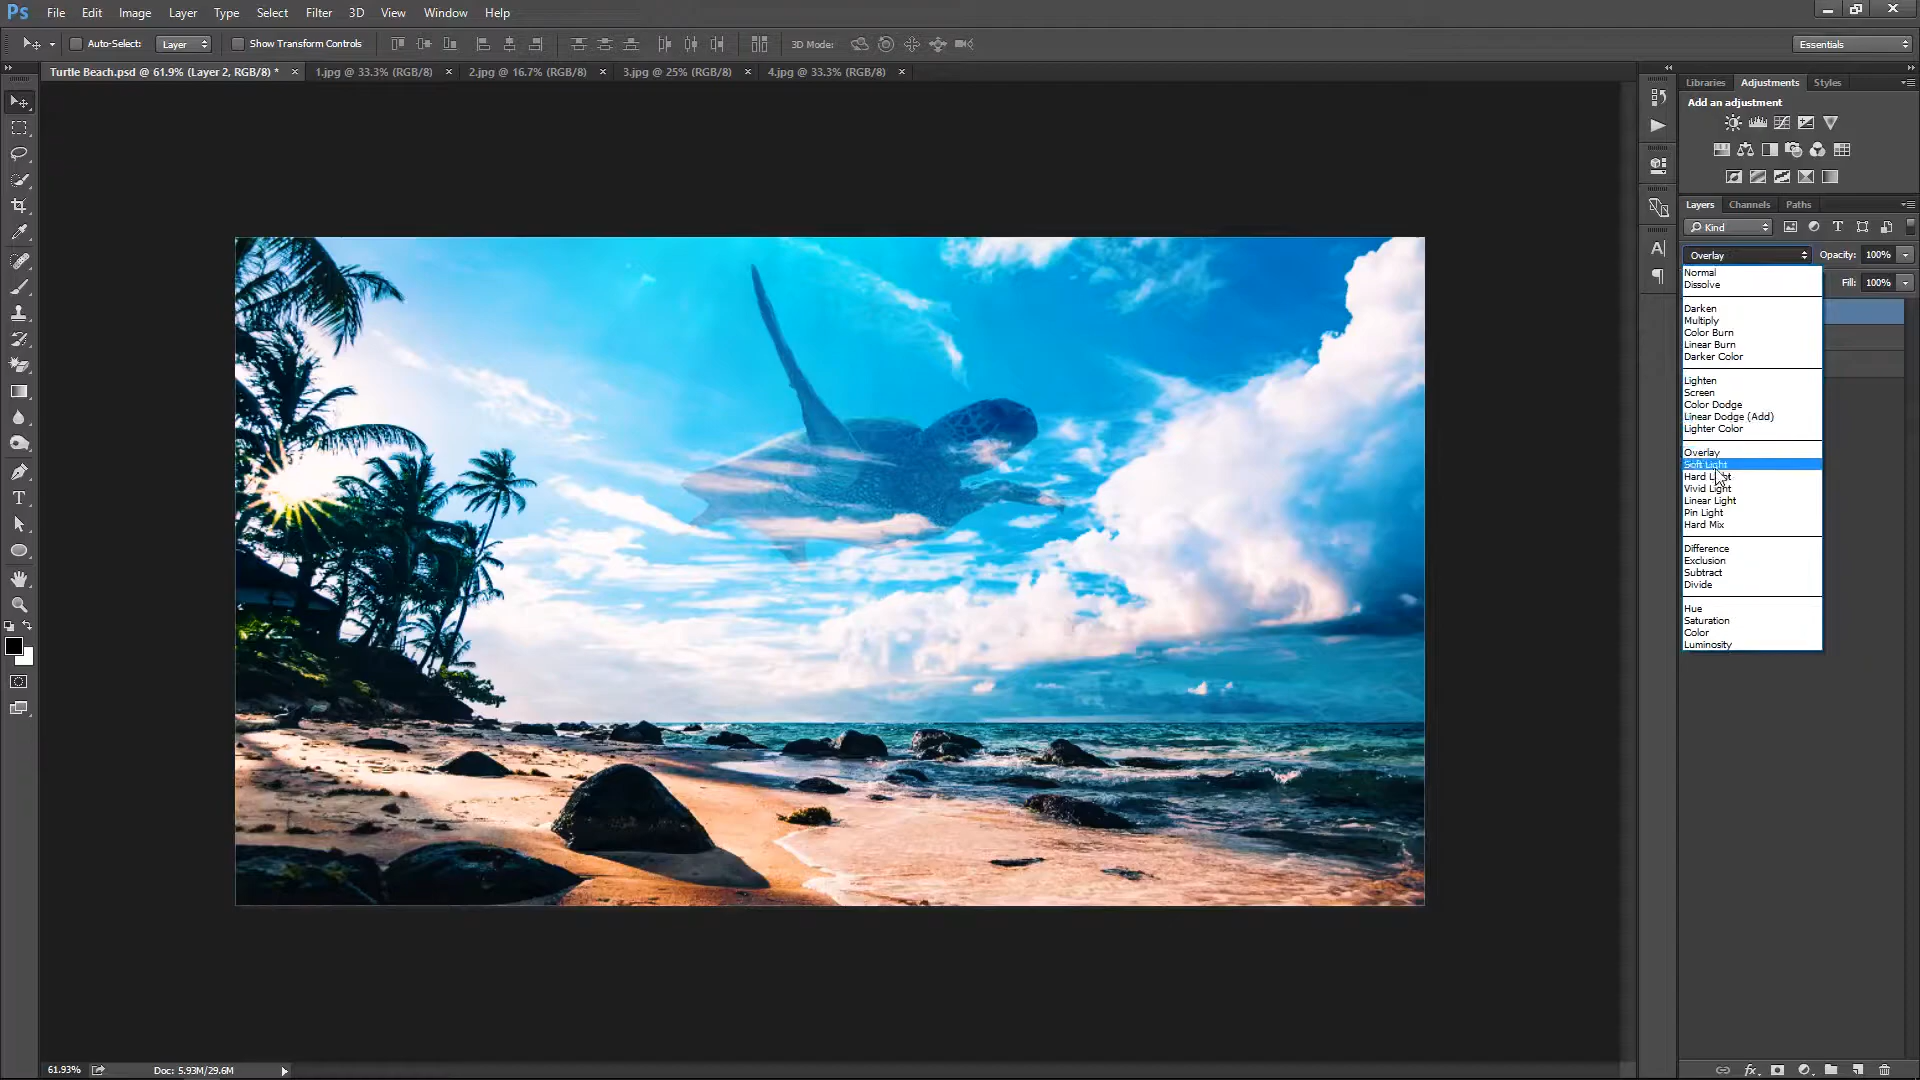 Ps File Edit Image Layer Type Select Filter 3D View Window Help
Auto-Select: Layer Show Transform Controls 3D Mode: Essentials
Turtle Beach.psd @ 61.9% (Layer 2, RGB/8) * × 1.jpg @ 33.3% (RGB/8) × 2.jpg @ 16.7% (RGB/8) × 3.jpg @ 25% (RGB/8) × 4.jpg @ 33.3% (RGB/8) ×
Libraries Adjustments Styles
Add an adjustment
Layers Channels Paths
Kind
Overlay Opacity: 100%
Fill: 100%
Normal
Dissolve
Darken
Multiply
Color Burn
Linear Burn
Darker Color
Lighten
Screen
Color Dodge
Linear Dodge (Add)
Lighter Color
Overlay
Soft Light
Hard Light
Vivid Light
Linear Light
Pin Light
Hard Mix
Difference
Exclusion
Subtract
Divide
Hue
Saturation
Color
Luminosity
61.93% Doc: 5.93M/29.6M